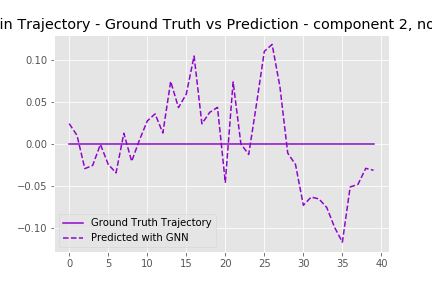 in Trajectory - Ground Truth vs Prediction - component 2, no
0.10
0.05
0.00
−0.05
−0.10
Ground Truth Trajectory
Predicted with GNN
0 5 10 15 20 25 30 35 40